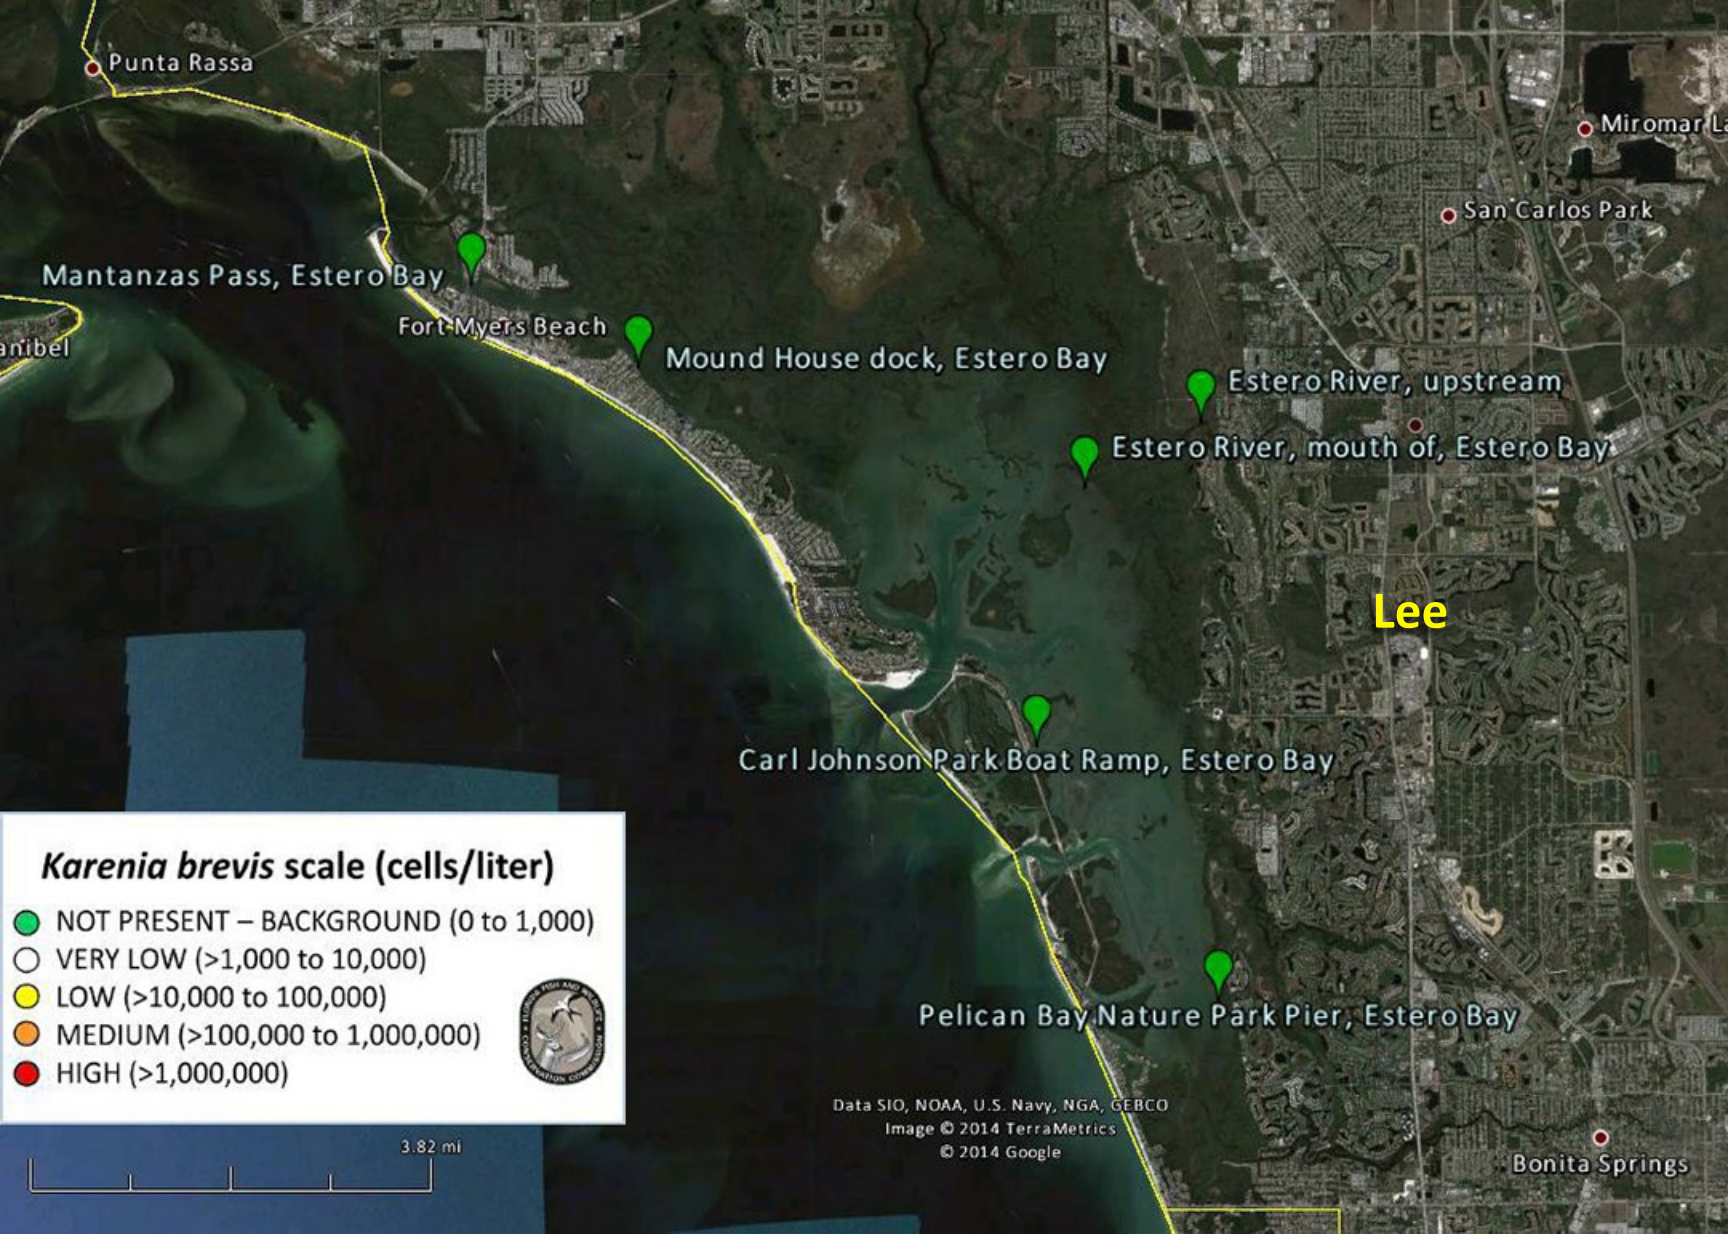 Punta Rassa
Miromar La
San Carlos Park
Mantanzas Pass, Estero Bay
Fort Myers Beach
anibel
Mound House dock, Estero Bay
Estero River, upstream
Estero River, mouth of, Estero Bay
Lee
Carl Johnson Park Boat Ramp, Estero Bay
Karenia brevis scale (cells/liter)
NOT PRESENT – BACKGROUND (0 to 1,000)
VERY LOW (>1,000 to 10,000)
LOW (>10,000 to 100,000)
MEDIUM (>100,000 to 1,000,000)
HIGH (>1,000,000)
Pelican Bay Nature Park Pier, Estero Bay
Data SIO, NOAA, U.S. Navy, NGA, GEBCO
Image © 2014 TerraMetrics
© 2014 Google
3.82 mi
Bonita Springs